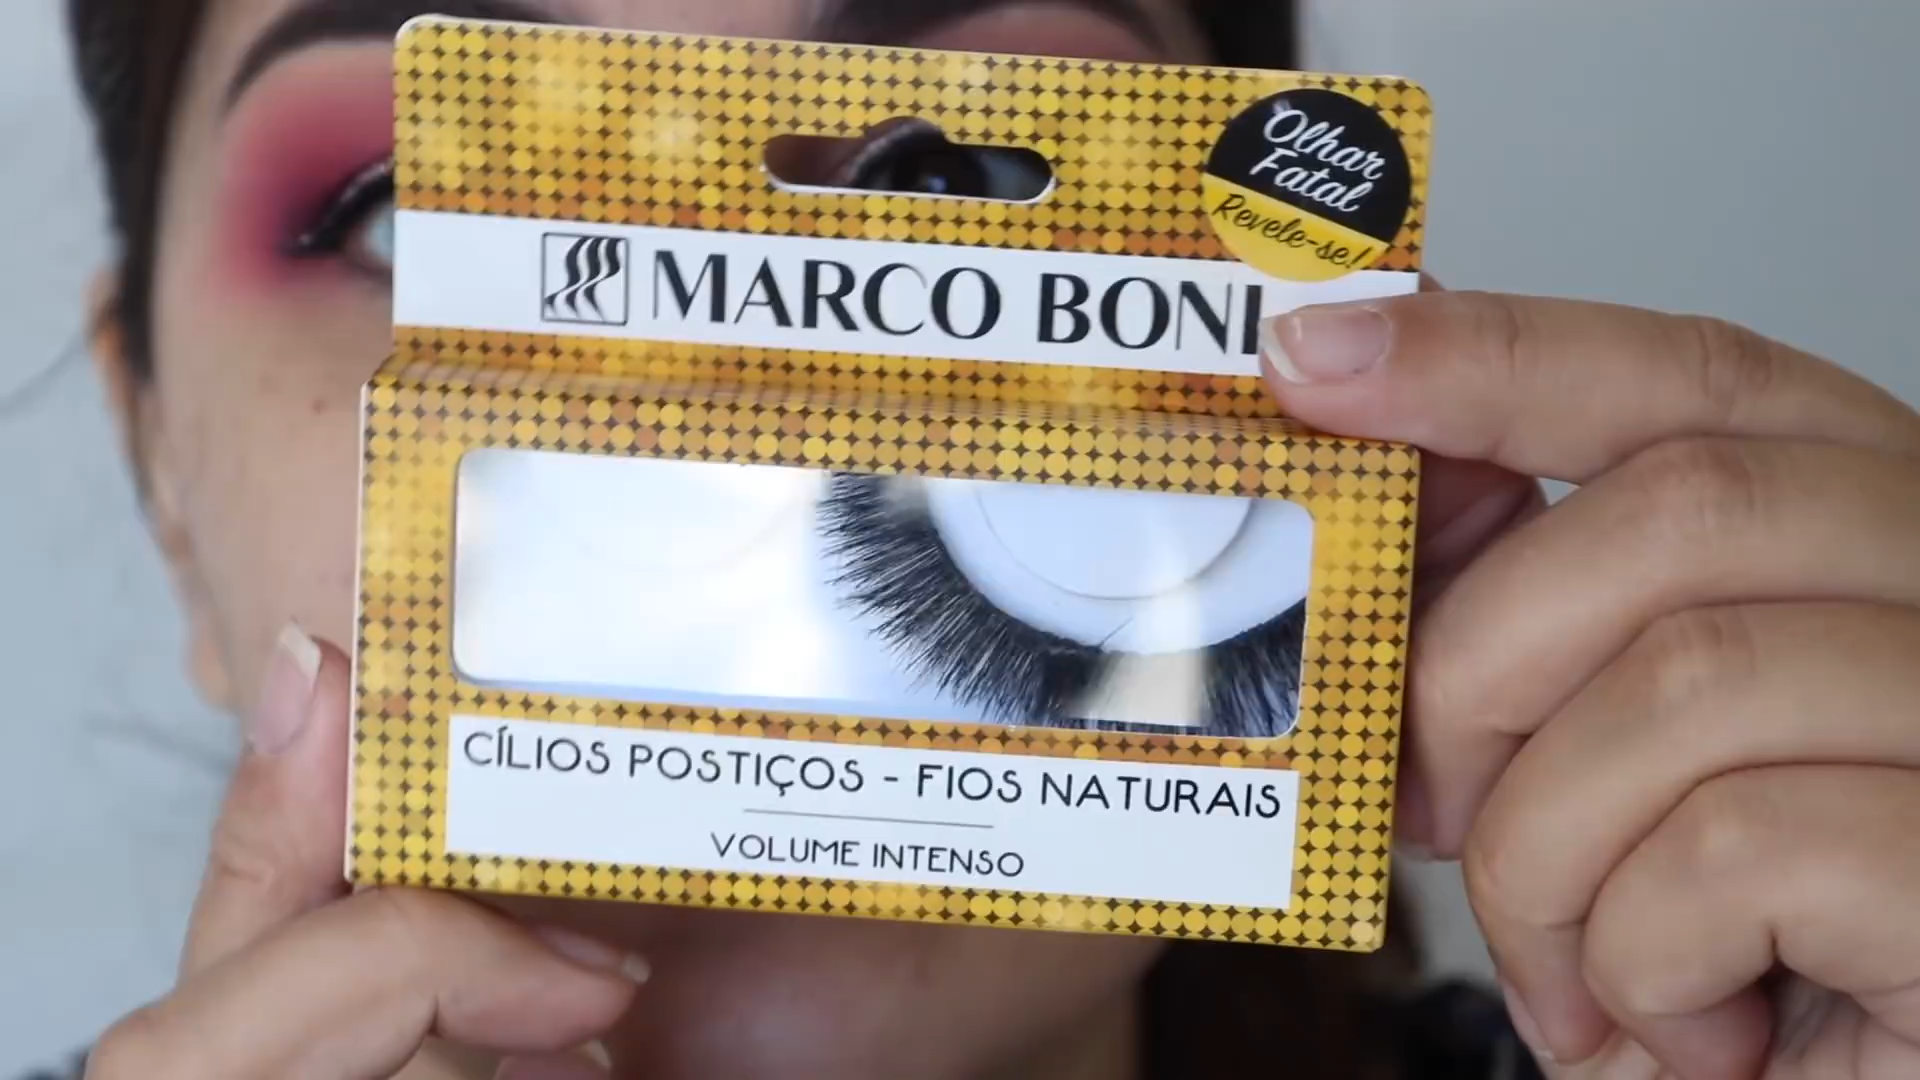 Olhar
Fatal
Revele-se!
MARCO BONI
CÍLIOS POSTIÇOS - FIOS NATURAIS
VOLUME INTENSO